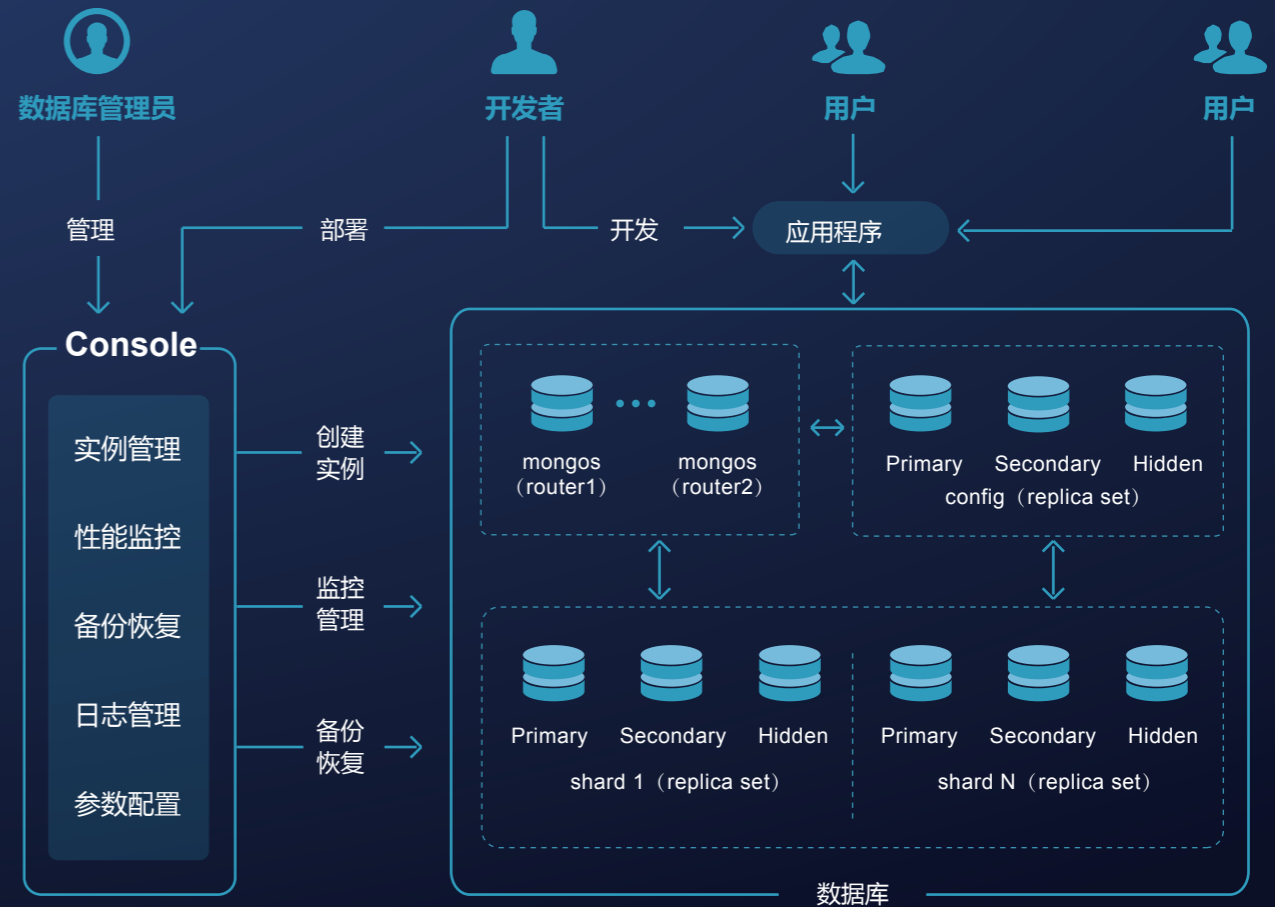 数据库管理员
开发者
用户
用户
管理
部署
开发
应用程序
Console
实例管理
性能监控
备份恢复
日志管理
参数配置
创建
实例
监控
管理
备份
恢复
mongos
（router1）
mongos
（router2）
Primary
Secondary
Hidden
config（replica set）
Primary
Secondary
Hidden
shard 1（replica set）
Primary
Secondary
Hidden
shard N（replica set）
数据库